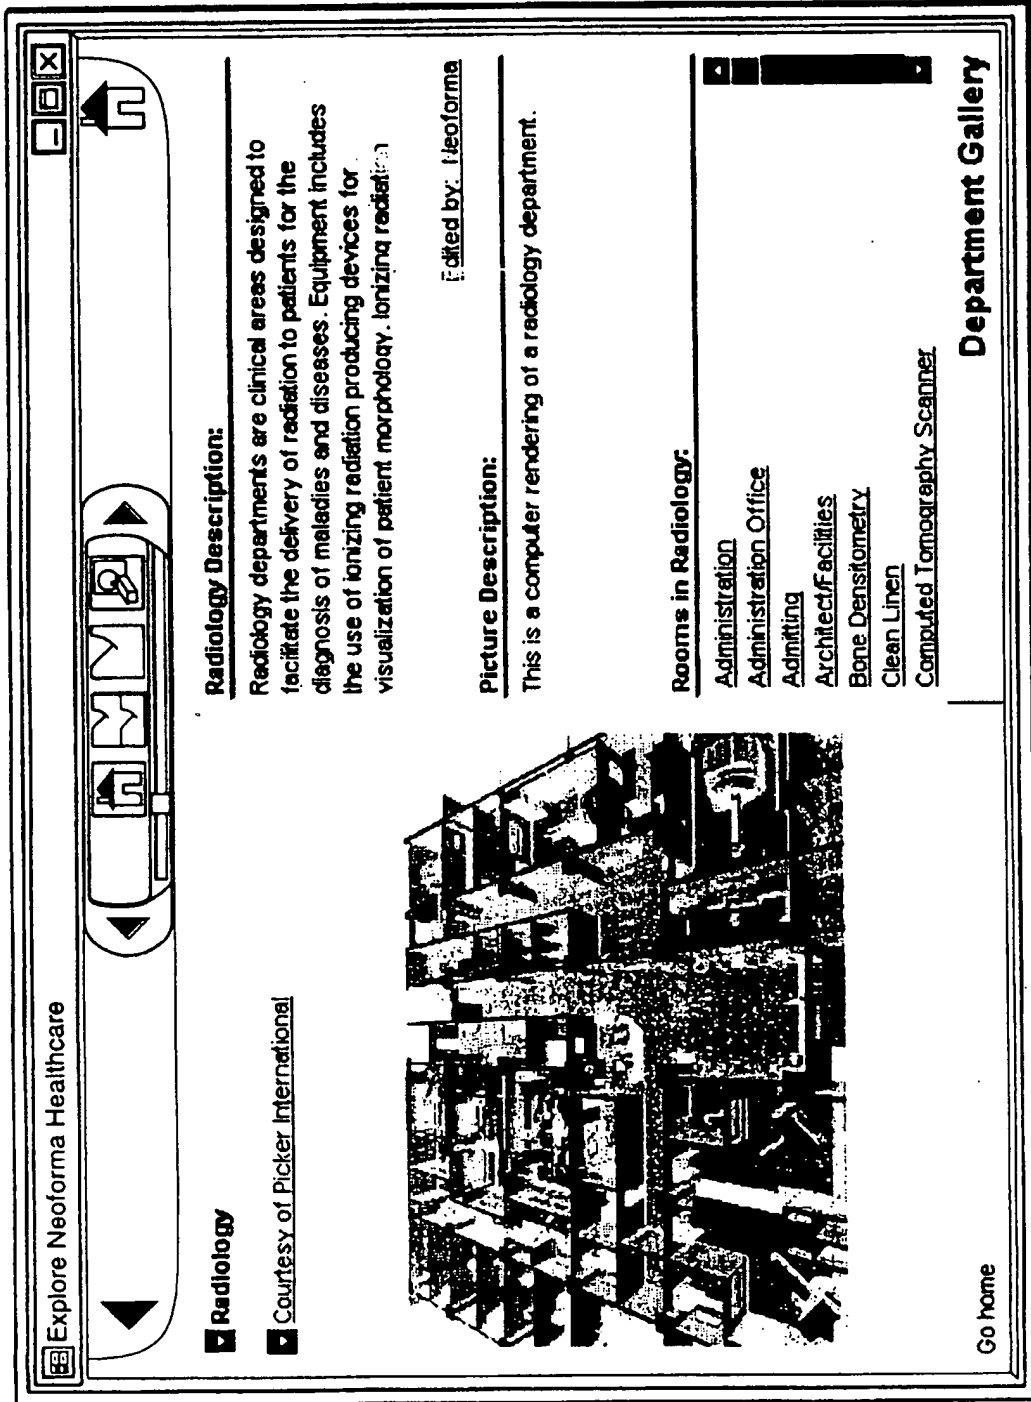 Explore Neoforma Healthcare
Radiology
Courtesy of Picker International
Radiology Description:
Radiology departments are clinical areas designed to
facilitate the delivery of radiation to patients for the
diagnosis of maladies and diseases. Equipment includes
the use of ionizing radiation producing devices for
visualization of patient morphology. Ionizing radiation
Edited by: Neoforma
Picture Description:
This is a computer rendering of a radiology department.
Rooms in Radiology:
Administration
Administration Office
Admitting
Architect/Facilities
Bone Densitometry
Clean Linen
Computed Tomography Scanner
Go home
Department Gallery